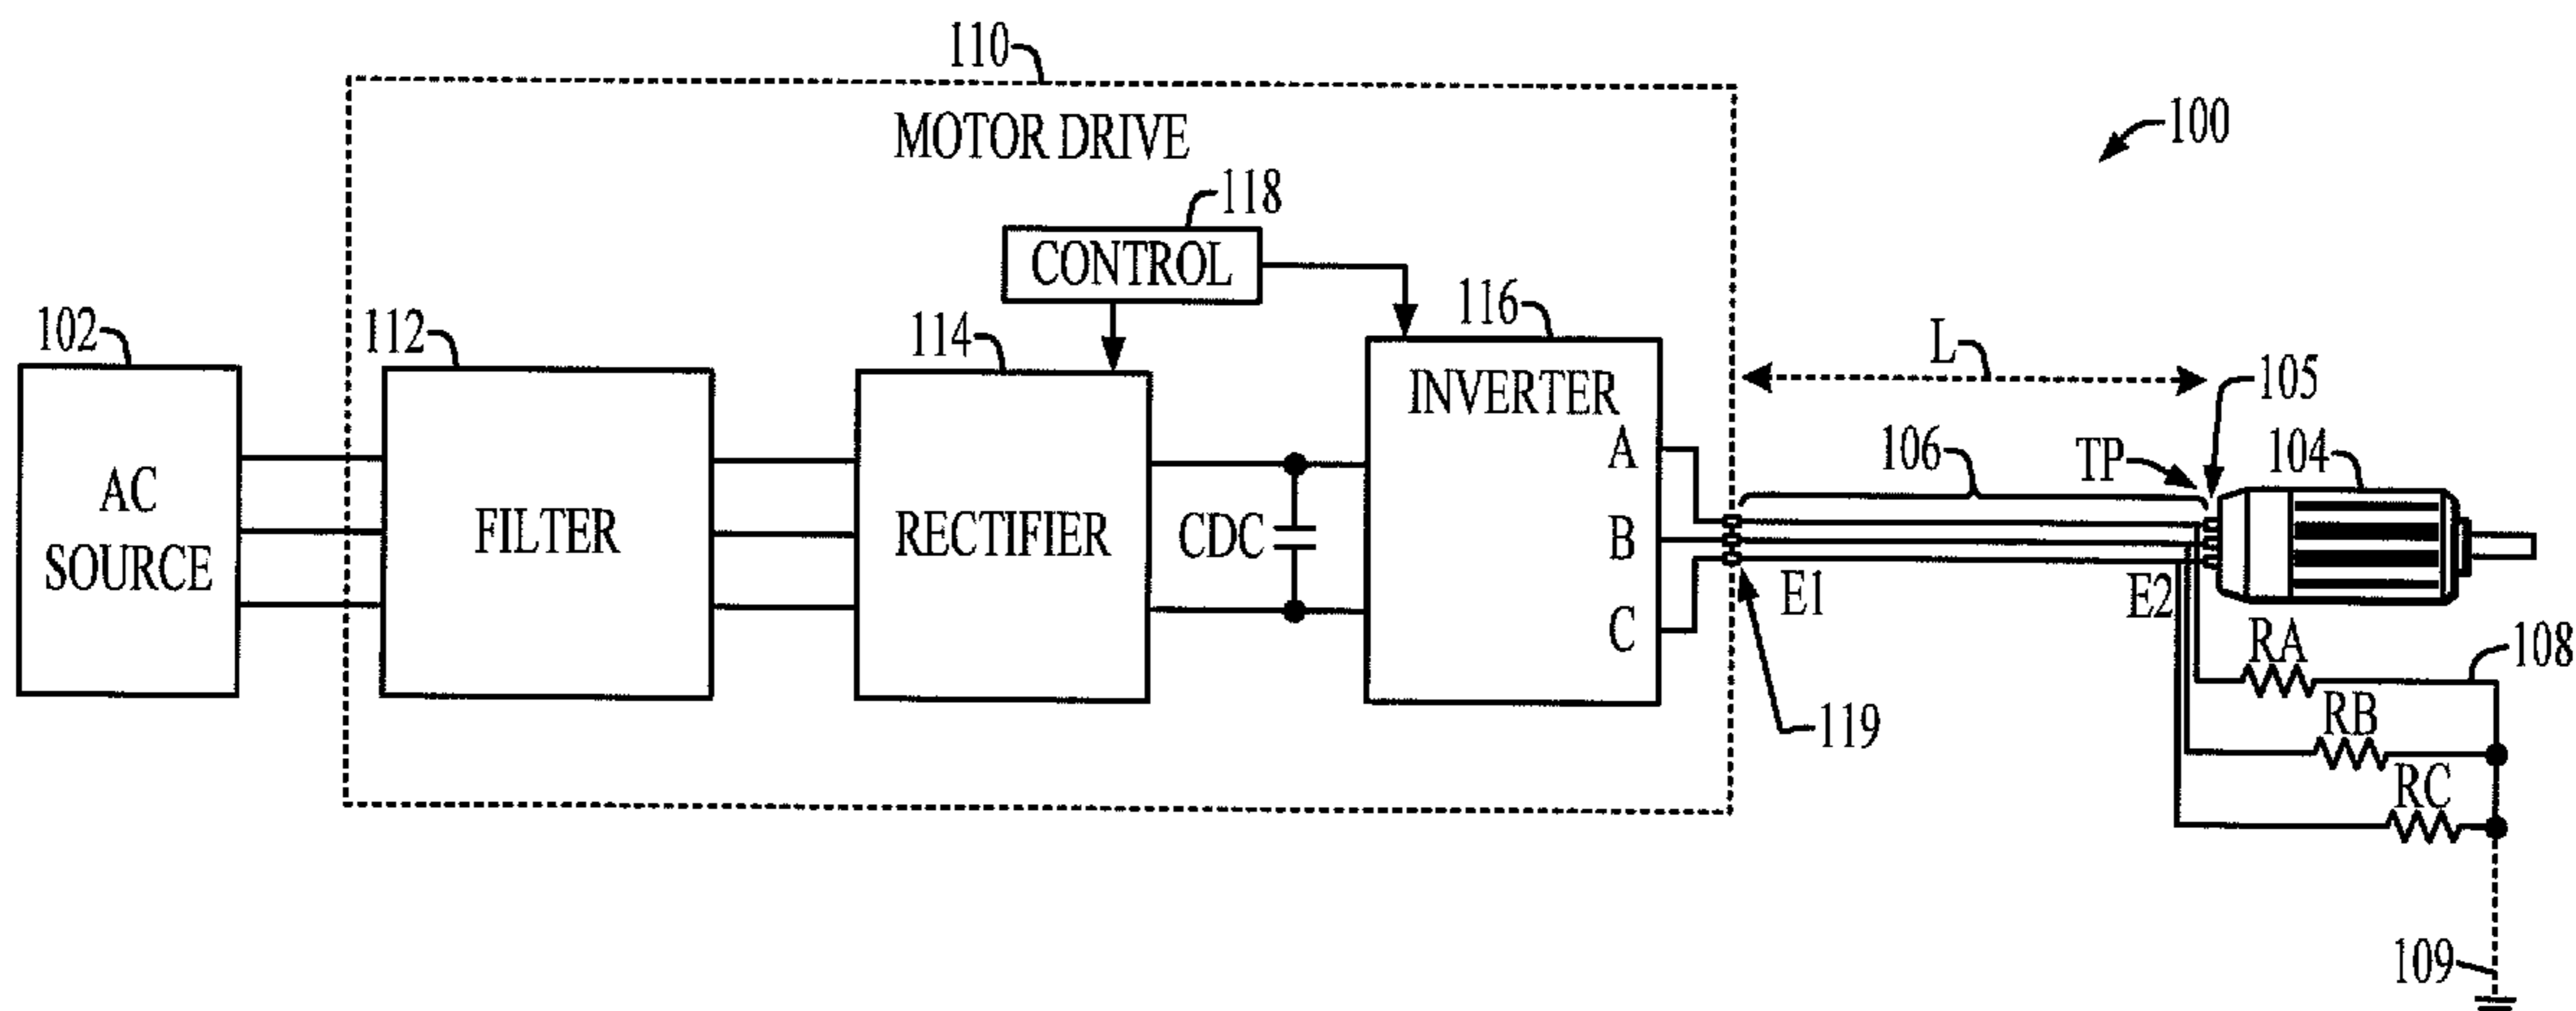 110
MOTOR DRIVE
100
118
CONTROL
102
112
114
116
L
105
AC
SOURCE
FILTER
RECTIFIER
CDC
INVERTER
A
B
C
106
TP
104
E1
E2
119
RA
108
RB
RC
109